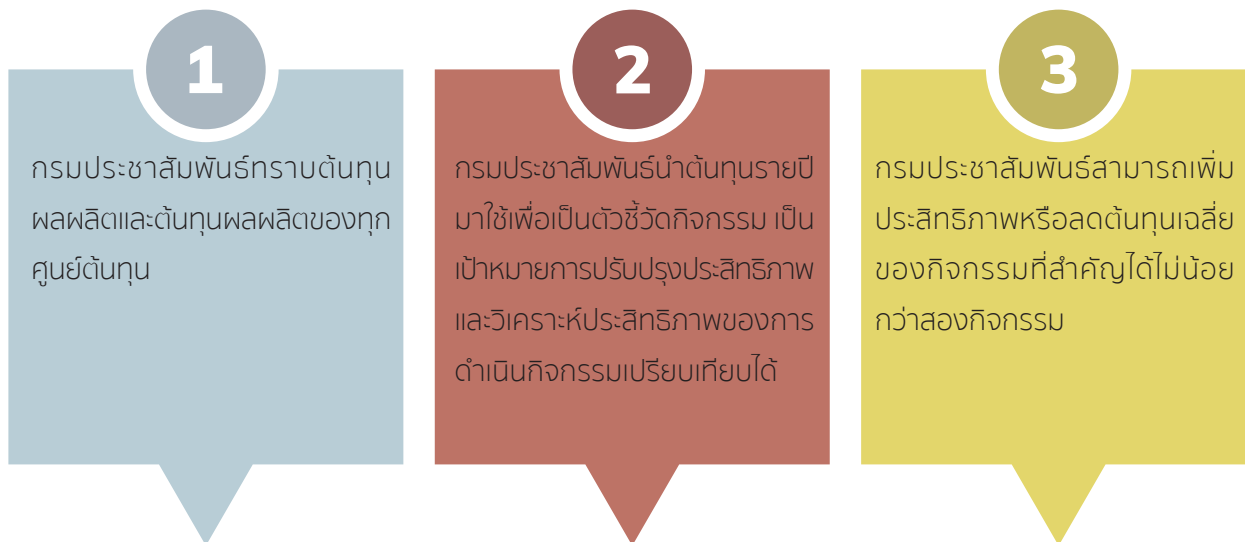 1
กรมประชาสัมพันธ์ทราบต้นทุน
ผลผลิตและต้นทุนผลผลิตของทุก
ศูนย์ต้นทุน
2
กรมประชาสัมพันธ์นำต้นทุนรายปี
มาใช้เพื่อเป็นตัวชี้วัดกิจกรรม เป็น
เป้าหมายการปรับปรุงประสิทธิภาพ
และวิเคราะห์ประสิทธิภาพของการ
ดำเนินกิจกรรมเปรียบเทียบได้
3
กรมประชาสัมพันธ์สามารถเพิ่ม
ประสิทธิภาพหรือลดต้นทุนเฉลี่ย
ของกิจกรรมที่สำคัญได้ไม่น้อย
กว่าสองกิจกรรม